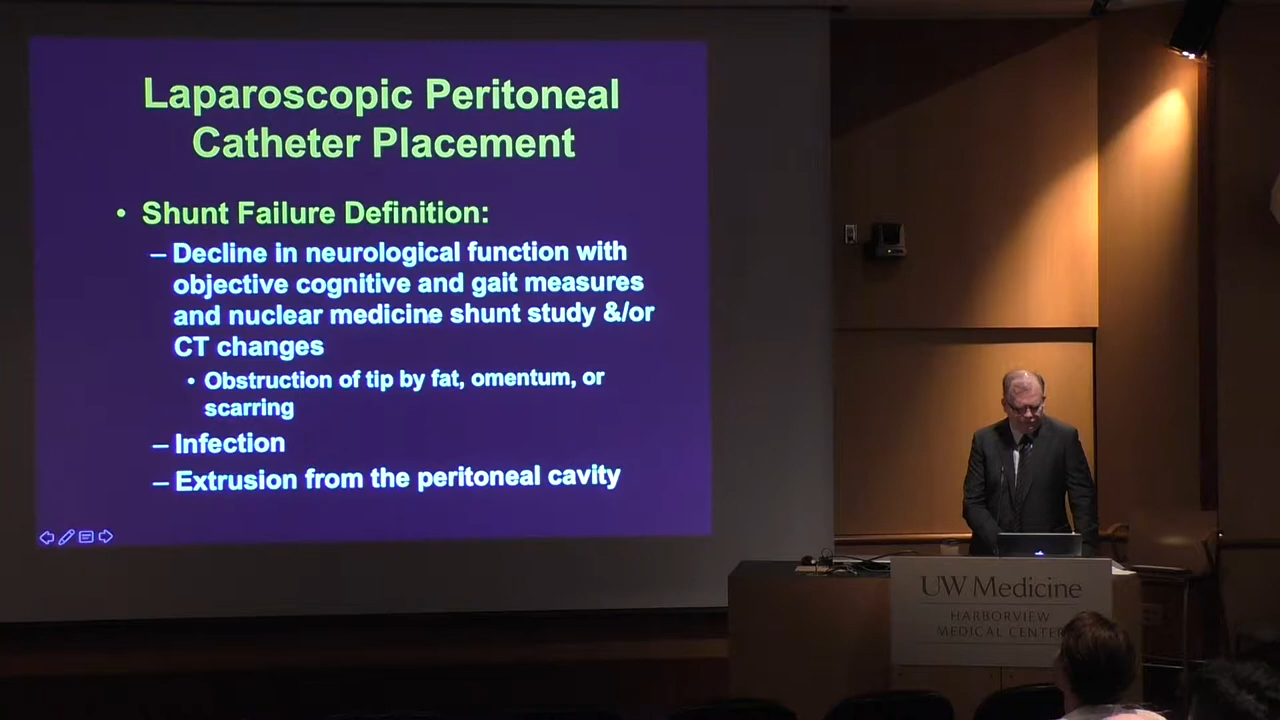 Laparoscopic Peritoneal
Catheter Placement
• Shunt Failure Definition:
– Decline in neurological function with
objective cognitive and gait measures
and nuclear medicine shunt study &/or
CT changes
• Obstruction of tip by fat, omentum, or
scarring
– Infection
– Extrusion from the peritoneal cavity
UW Medicine
HARBORVIEW
MEDICAL CENTER